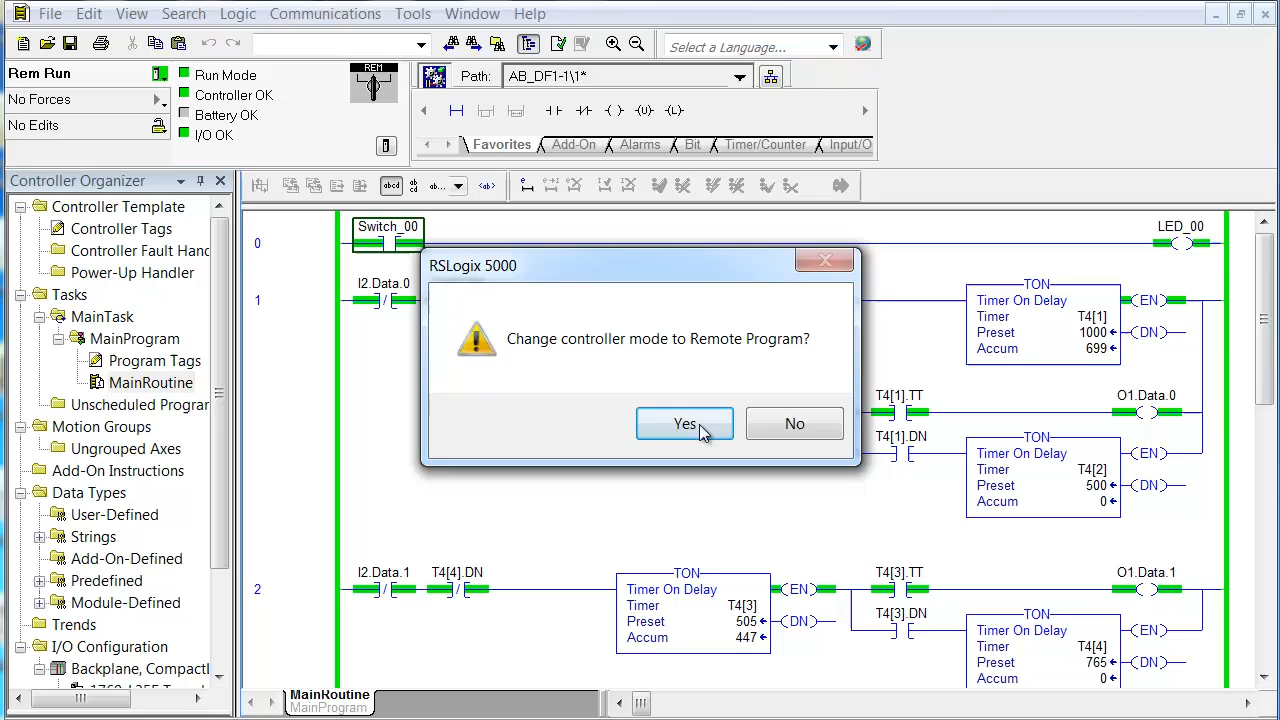 File Edit View Search Logic Communications Tools Window Help
Select a Language...
Rem Run
No Forces
No Edits
Run Mode
Controller OK
Battery OK
I/O OK
REM
Path: AB_DF1-1\1*
Favorites Add-On Alarms Bit Timer/Counter Input/O
Controller Organizer
Controller Template
Controller Tags
Controller Fault Hanc
Power-Up Handler
Tasks
MainTask
MainProgram
Program Tags
MainRoutine
Unscheduled Prograr
Motion Groups
Ungrouped Axes
Add-On Instructions
Data Types
User-Defined
Strings
Add-On-Defined
Predefined
Module-Defined
Trends
I/O Configuration
Backplane, Compactl
abcd ab cd ab... <ab>
0
Switch_00
LED_00
1
I2.Data.0
TON
Timer On Delay
Timer T4[1]
Preset 1000
Accum 699
EN
DN
T4[1].TT
O1.Data.0
T4[1].DN
TON
Timer On Delay
Timer T4[2]
Preset 500
Accum 0
EN
DN
2
I2.Data.1
T4[4].DN
TON
Timer On Delay
Timer T4[3]
Preset 505
Accum 447
EN
DN
T4[3].TT
O1.Data.1
T4[3].DN
TON
Timer On Delay
Timer T4[4]
Preset 765
Accum 0
EN
DN
RSLogix 5000
Change controller mode to Remote Program?
Yes
No
MainRoutine
MainProgram